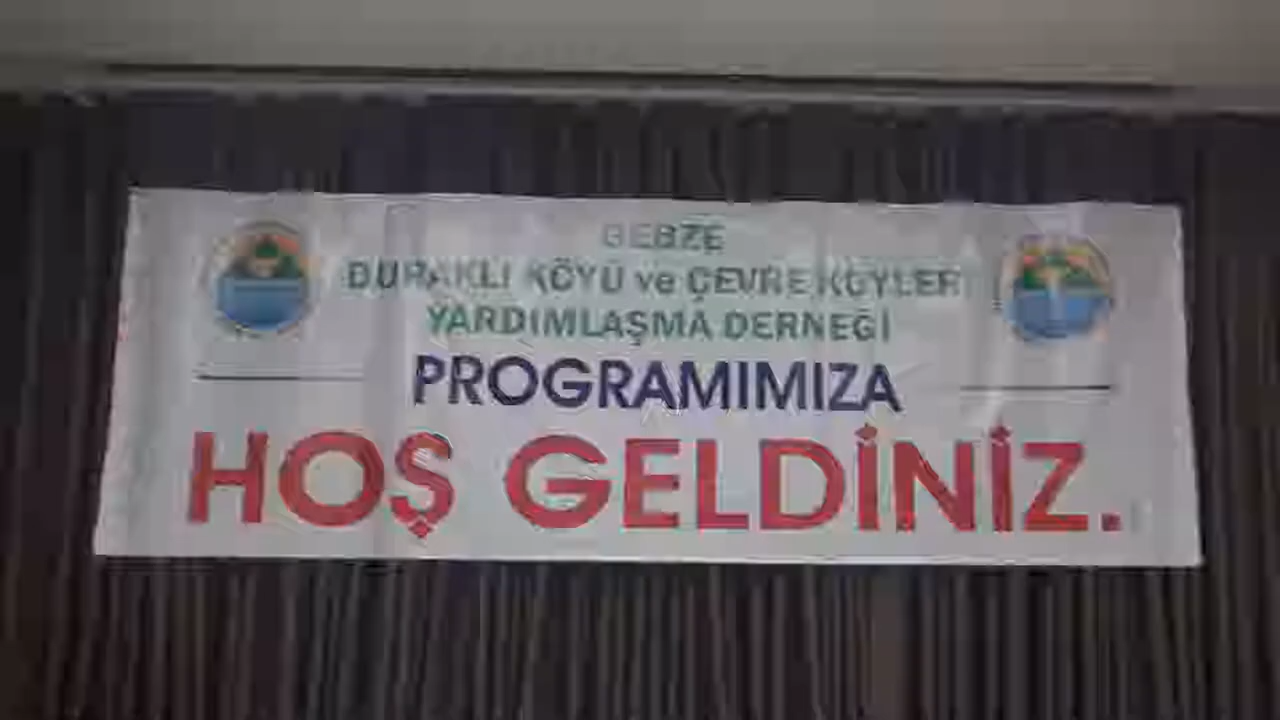 GEBZE
DURAKLI KÖYÜ ve ÇEVRE KÖYLER
YARDIMLAŞMA DERNEĞİ
PROGRAMIMIZA
HOŞ GELDİNİZ.